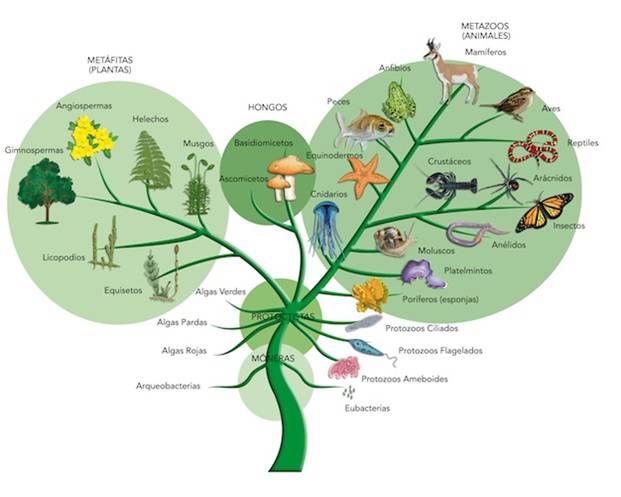 METAZOOS
(ANIMALES)
Mamíferos
METÁFITAS
(PLANTAS)
Anfibios
Angiospermas
HONGOS
Peces
Aves
Helechos
Gimnospermas
Musgos
Basidiomicetos
Reptiles
Equinodermos
Crustáceos
Ascomicetos
Arácnidos
Cnidarios
Insectos
Anélidos
Moluscos
Licopodios
Platelmintos
Equisetos
Algas Verdes
Poríferos (esponjas)
PROTOCTISTAS
Algas Pardas
Protozoos Ciliados
Algas Rojas
Protozoos Flagelados
MÓNERAS
Protozoos Ameboides
Arqueobacterias
Eubacterias